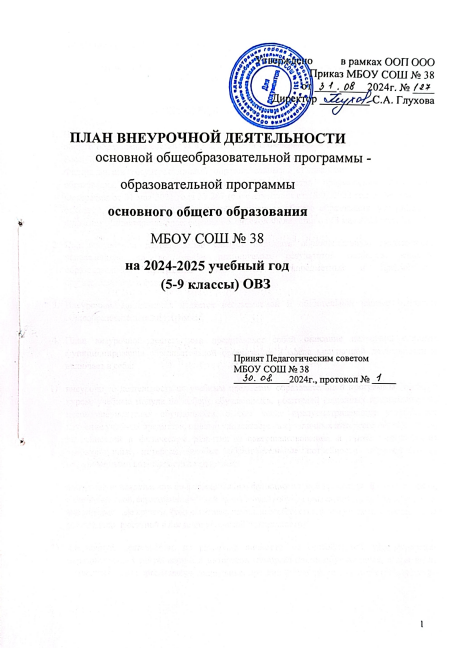 Утверждено в рамках ООП ООО
Приказ МБОУ СОШ № 38
от 31.08 2024г. № 127
Директор С.А. Глухова
Для документов
ПЛАН ВНЕУРОЧНОЙ ДЕЯТЕЛЬНОСТИ
основной общеобразовательной программы -
образовательной программы
основного общего образования
МБОУ СОШ № 38
на 2024-2025 учебный год
(5-9 классы) ОВЗ
Принят Педагогическим советом
МБОУ СОШ № 38
30.08. 2024г., протокол № 1
1